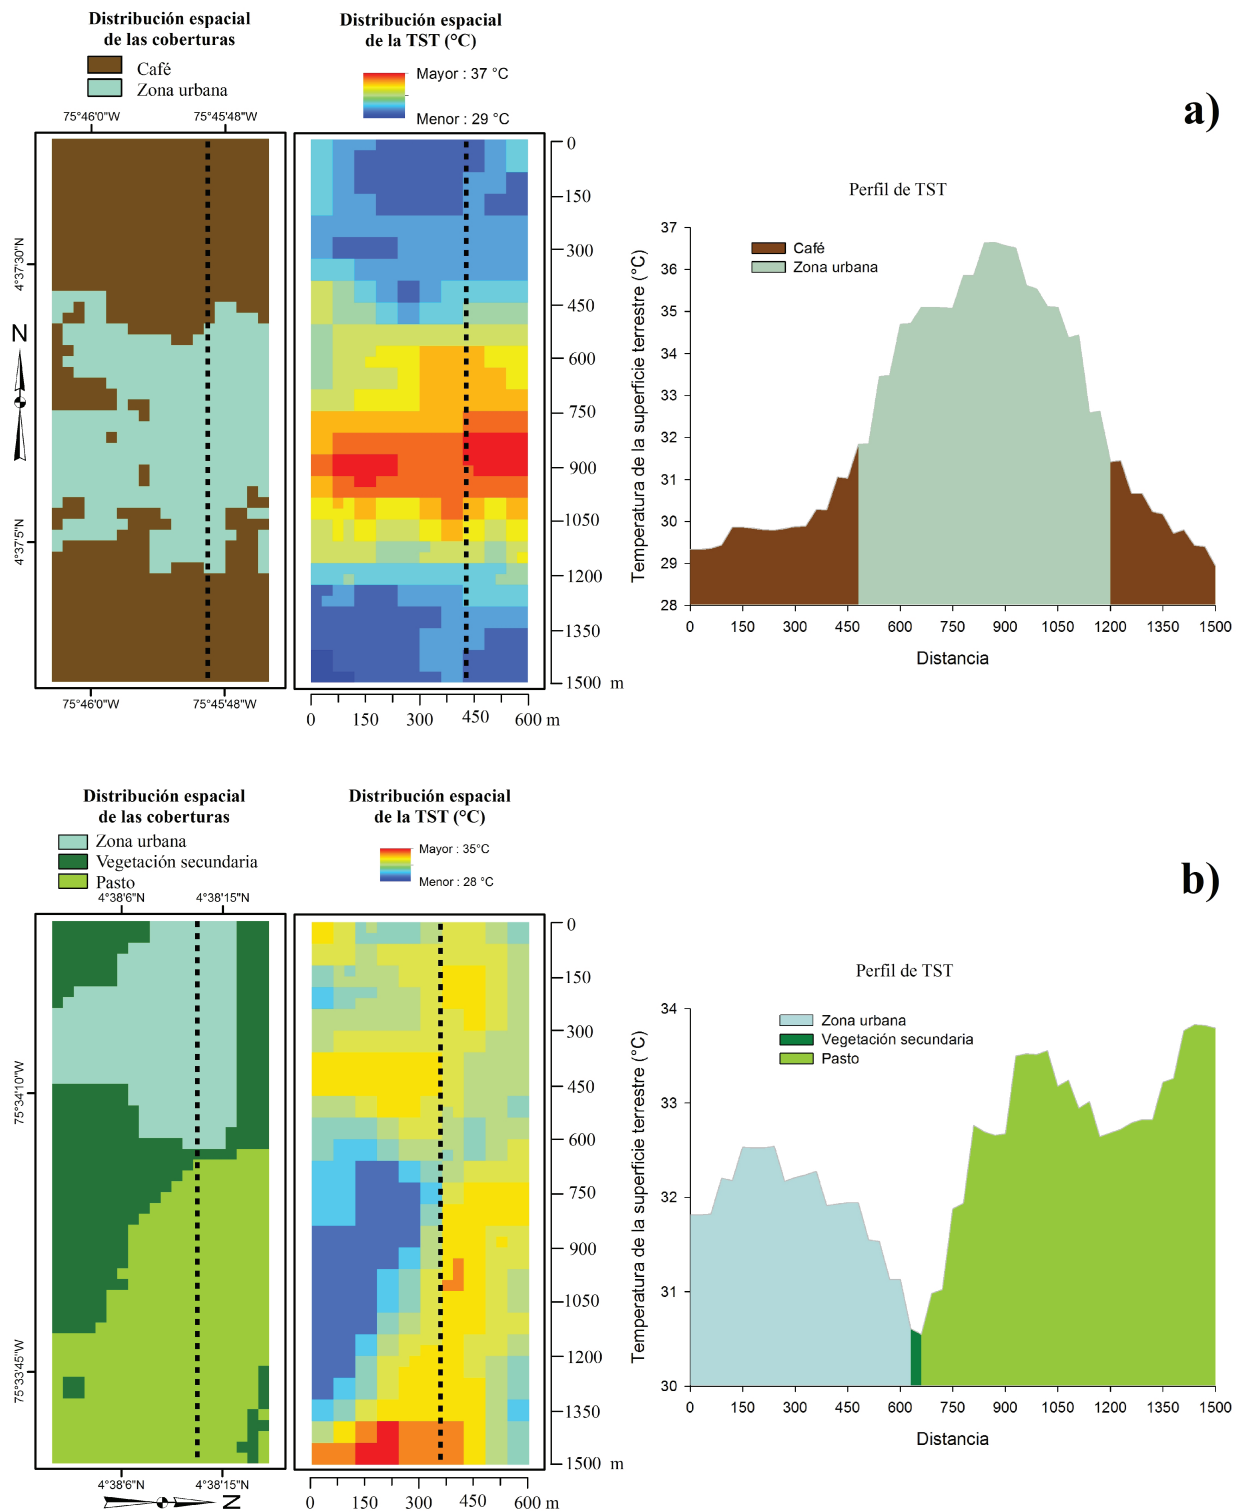 Distribución espacial
de las coberturas
Café
Zona urbana
75°46'0"W
75°45'48"W
4°37'30"N
4°37'5"N
N
75°46'0"W
75°45'48"W
Distribución espacial
de la TST (°C)
Mayor : 37 °C
Menor : 29 °C
0
150
300
450
600
750
900
1050
1200
1350
1500 m
0
150
300
450
600 m
a)
Perfil de TST
Café
Zona urbana
Temperatura de la superficie terrestre (°C)
37
36
35
34
33
32
31
30
29
28
0
150
300
450
600
750
900
1050
1200
1350
1500
Distancia
Distribución espacial
de las coberturas
Zona urbana
Vegetación secundaria
Pasto
4°38'6"N
4°38'15"N
75°34'10"W
75°33'45"W
4°38'6"N
4°38'15"N
N
Distribución espacial
de la TST (°C)
Mayor : 35°C
Menor : 28 °C
0
150
300
450
600
750
900
1050
1200
1350
1500 m
0
150
300
450
600 m
b)
Perfil de TST
Zona urbana
Vegetación secundaria
Pasto
Temperatura de la superficie terrestre (°C)
34
33
32
31
30
0
150
300
450
600
750
900
1050
1200
1350
1500
Distancia